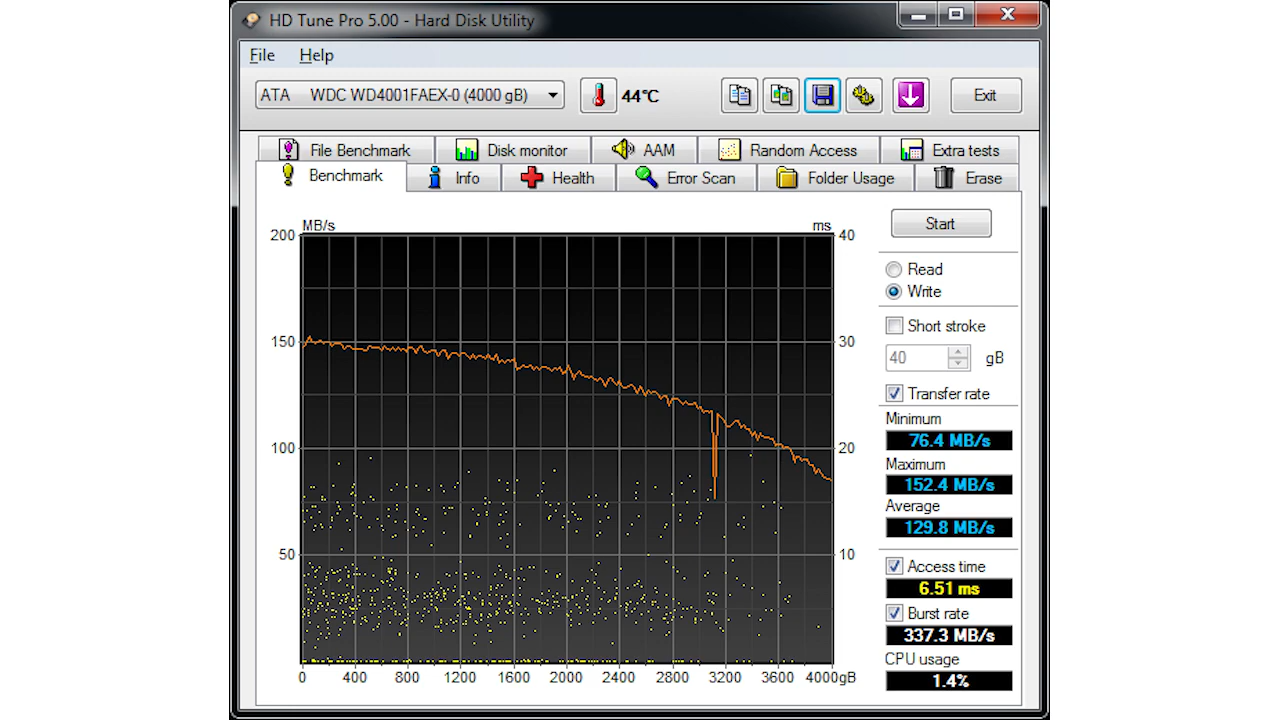 HD Tune Pro 5.00 - Hard Disk Utility
File Help
ATA WDC WD4001FAEX-0 (4000 gB) 44°C Exit
File Benchmark Disk monitor AAM Random Access Extra tests
Benchmark Info Health Error Scan Folder Usage Erase
MB/s ms
200 40
150 30
100 20
50 10
0 400 800 1200 1600 2000 2400 2800 3200 3600 4000gB
Start
Read
Write
Short stroke
40 gB
Transfer rate
Minimum
76.4 MB/s
Maximum
152.4 MB/s
Average
129.8 MB/s
Access time
6.51 ms
Burst rate
337.3 MB/s
CPU usage
1.4%